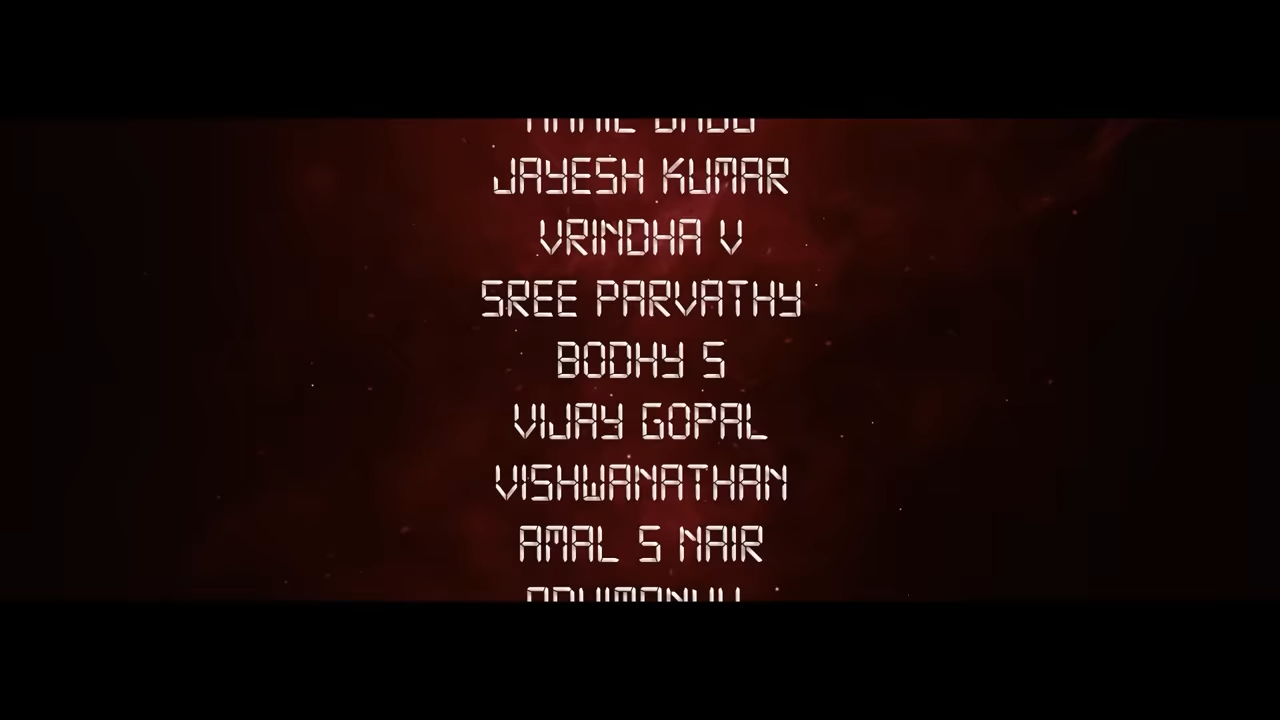 JAYESH KUMAR
VRINDHA V
SREE PARVATHY
BODHY S
VIJAY GOPAL
VISHWANATHAN
AMAL S NAIR